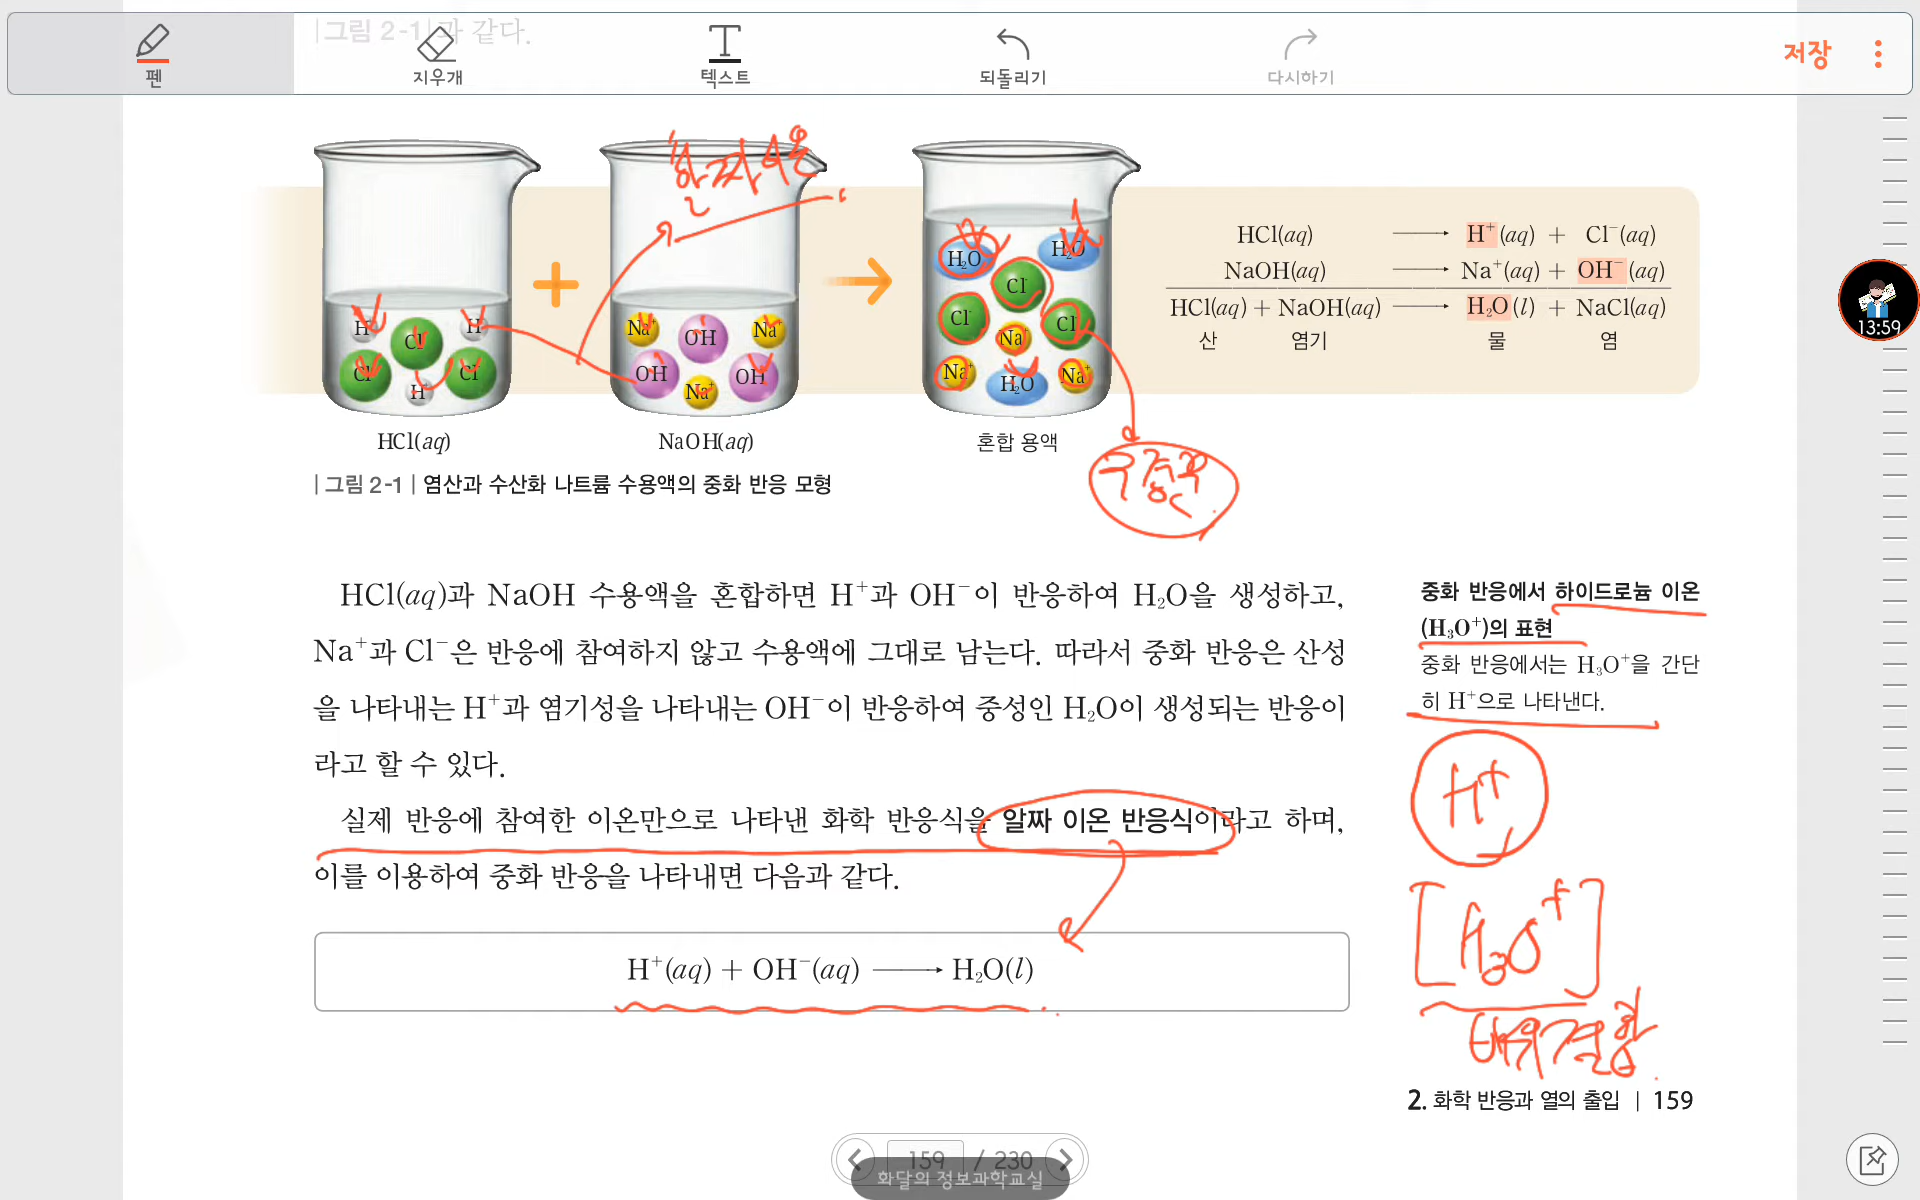 |그림 2-1|과 같다.
펜
지우개
텍스트
되돌리기
다시하기
저장
알짜 이온
H⁺ Cl⁻ H⁺
Cl⁻ H⁺ Cl⁻
Na⁺ OH⁻ Na⁺
OH⁻ Na⁺ OH⁻
H₂O H₂O
Cl⁻
Cl⁻ Na⁺ Cl⁻
Na⁺ H₂O Na⁺
HCl(aq) ⟶ H⁺(aq) + Cl⁻(aq)
NaOH(aq) ⟶ Na⁺(aq) + OH⁻(aq)
HCl(aq) + NaOH(aq) ⟶ H₂O(l) + NaCl(aq)
산 염기 물 염
13:59
HCl(aq)
NaOH(aq)
혼합 용액
구경꾼
|그림 2-1| 염산과 수산화 나트륨 수용액의 중화 반응 모형
HCl(aq)과 NaOH 수용액을 혼합하면 H⁺과 OH⁻이 반응하여 H₂O을 생성하고,
Na⁺과 Cl⁻은 반응에 참여하지 않고 수용액에 그대로 남는다. 따라서 중화 반응은 산성
을 나타내는 H⁺과 염기성을 나타내는 OH⁻이 반응하여 중성인 H₂O이 생성되는 반응이
라고 할 수 있다.
실제 반응에 참여한 이온만으로 나타낸 화학 반응식을 알짜 이온 반응식이라고 하며,
이를 이용하여 중화 반응을 나타내면 다음과 같다.
H⁺(aq) + OH⁻(aq) ⟶ H₂O(l)
중화 반응에서 하이드로늄 이온
(H₃O⁺)의 표현
중화 반응에서는 H₃O⁺을 간단
히 H⁺으로 나타낸다.
H⁺
[H₃O⁺]
배위결합
2. 화학 반응과 열의 출입 | 159
159 / 230
화달의 정보과학교실